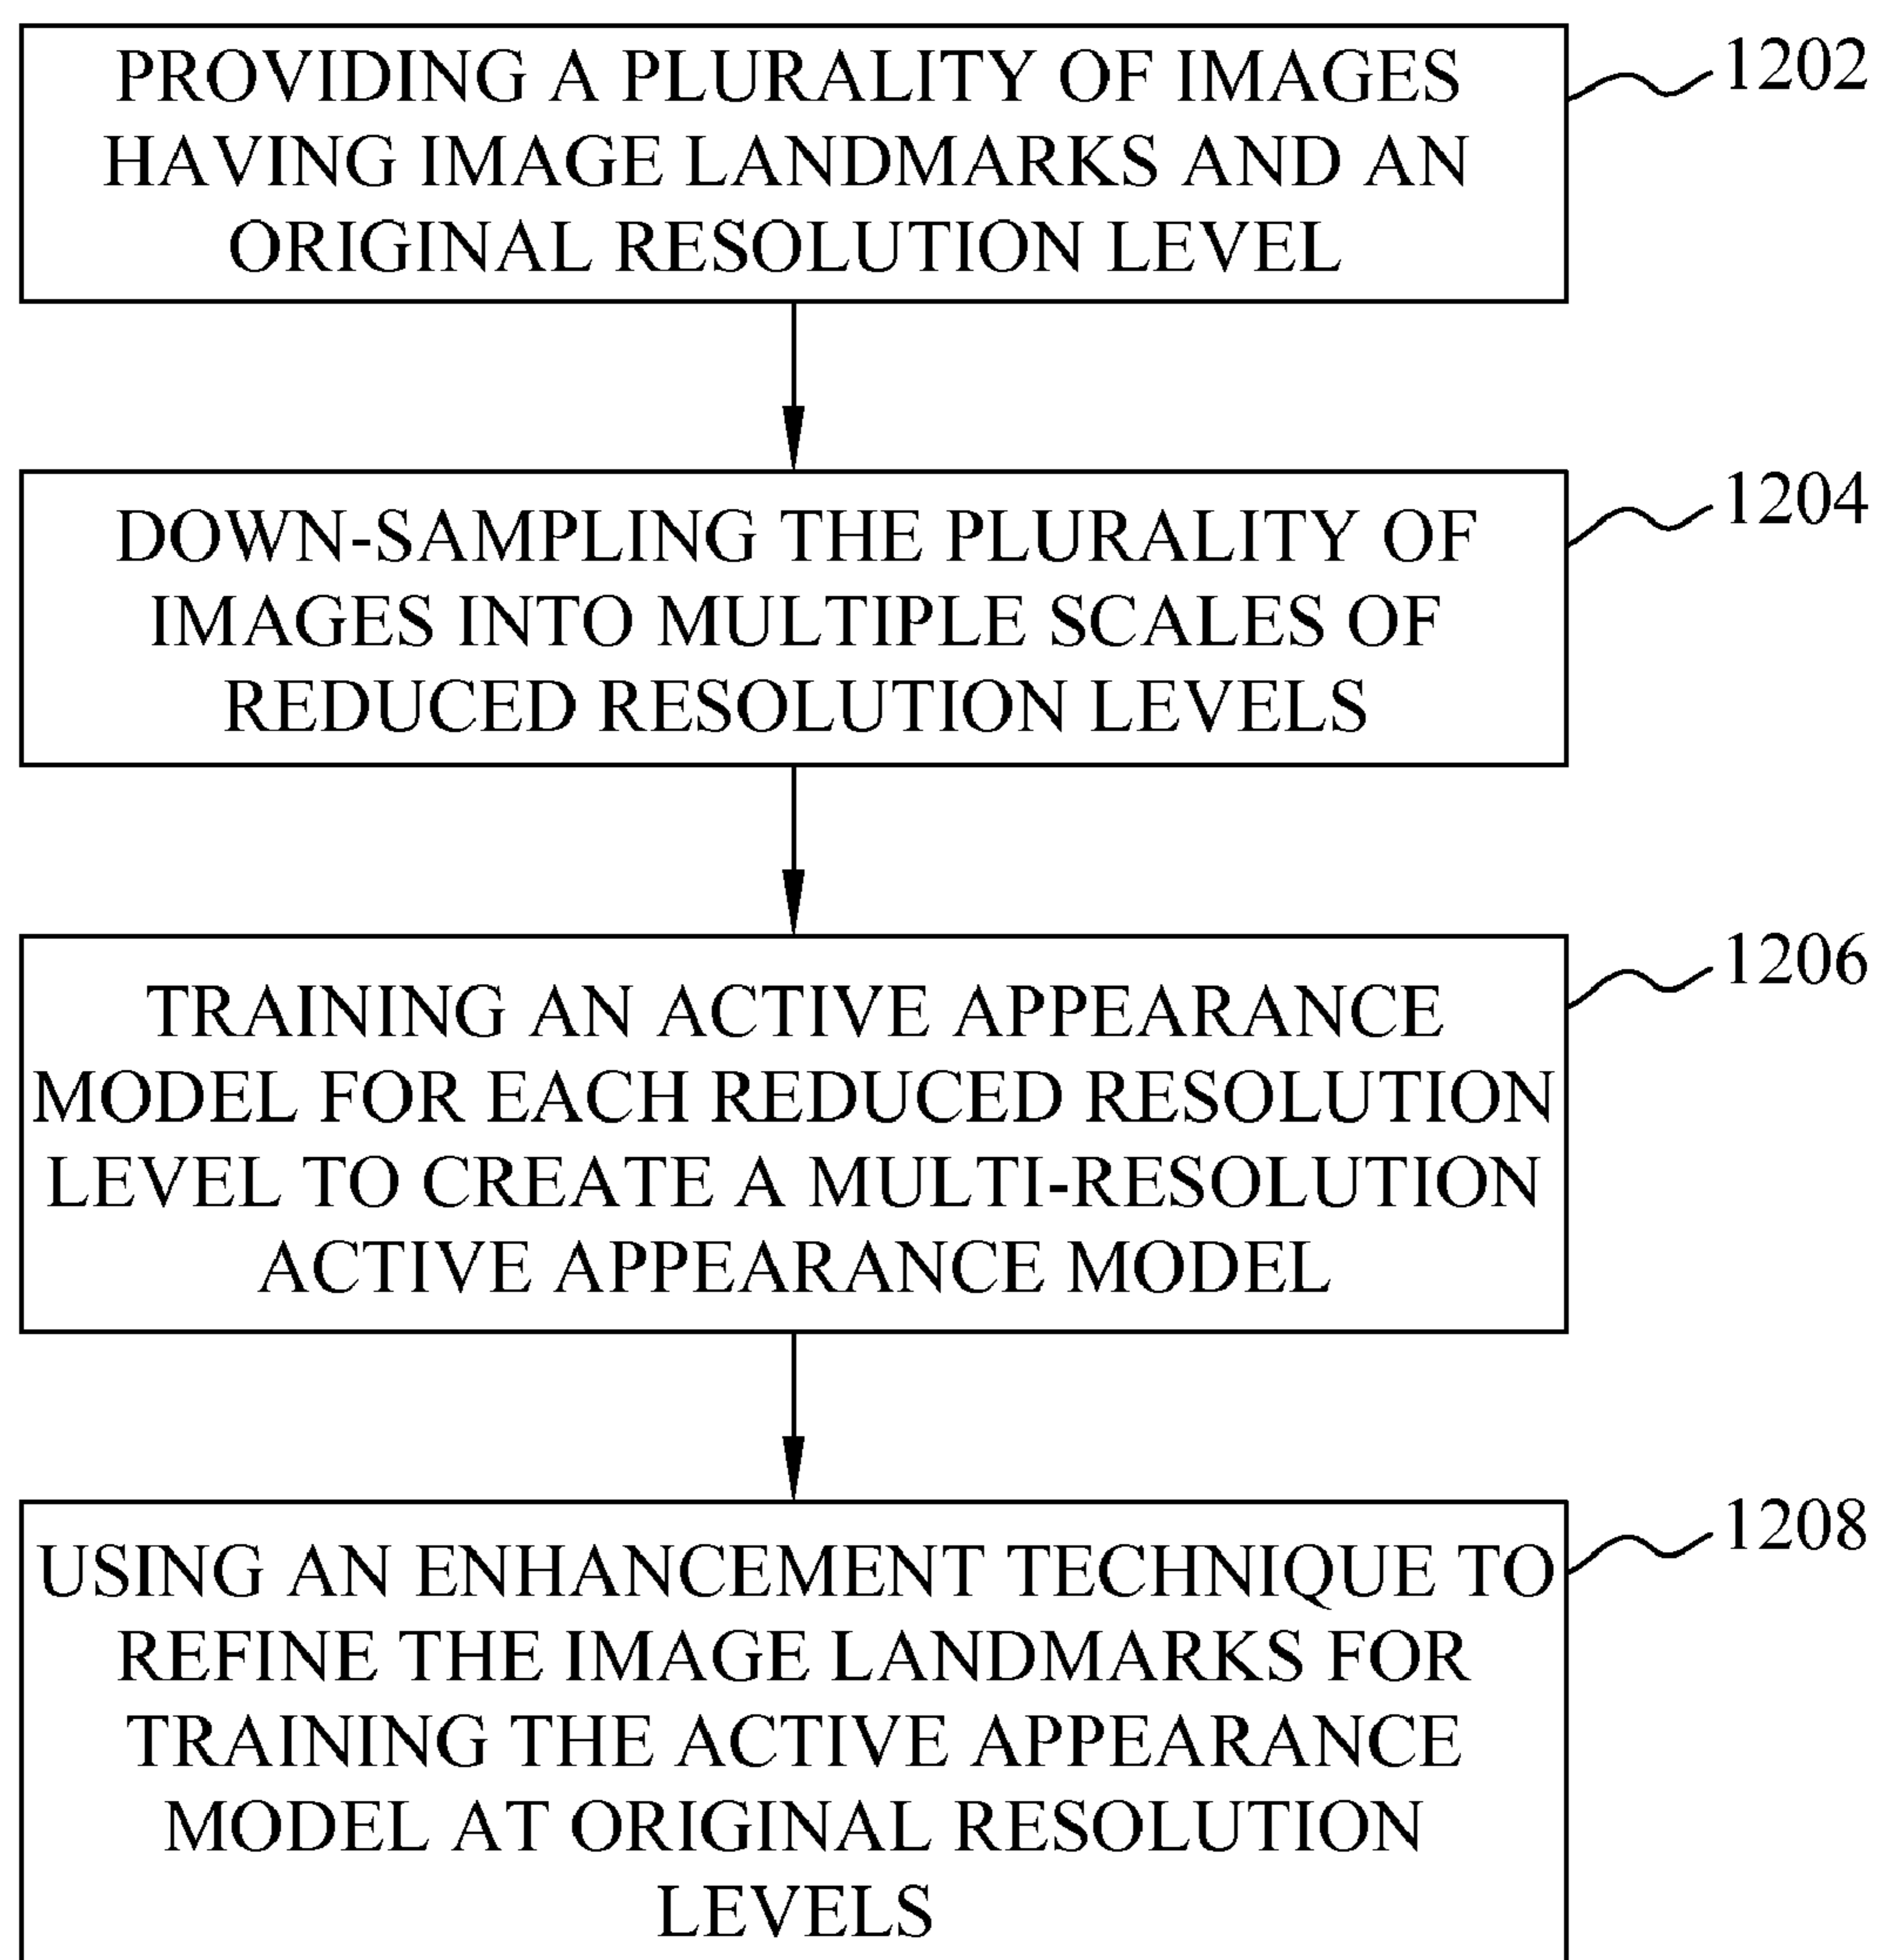 PROVIDING A PLURALITY OF IMAGES
HAVING IMAGE LANDMARKS AND AN
ORIGINAL RESOLUTION LEVEL
1202
DOWN-SAMPLING THE PLURALITY OF
IMAGES INTO MULTIPLE SCALES OF
REDUCED RESOLUTION LEVELS
1204
TRAINING AN ACTIVE APPEARANCE
MODEL FOR EACH REDUCED RESOLUTION
LEVEL TO CREATE A MULTI-RESOLUTION
ACTIVE APPEARANCE MODEL
1206
USING AN ENHANCEMENT TECHNIQUE TO
REFINE THE IMAGE LANDMARKS FOR
TRAINING THE ACTIVE APPEARANCE
MODEL AT ORIGINAL RESOLUTION
LEVELS
1208